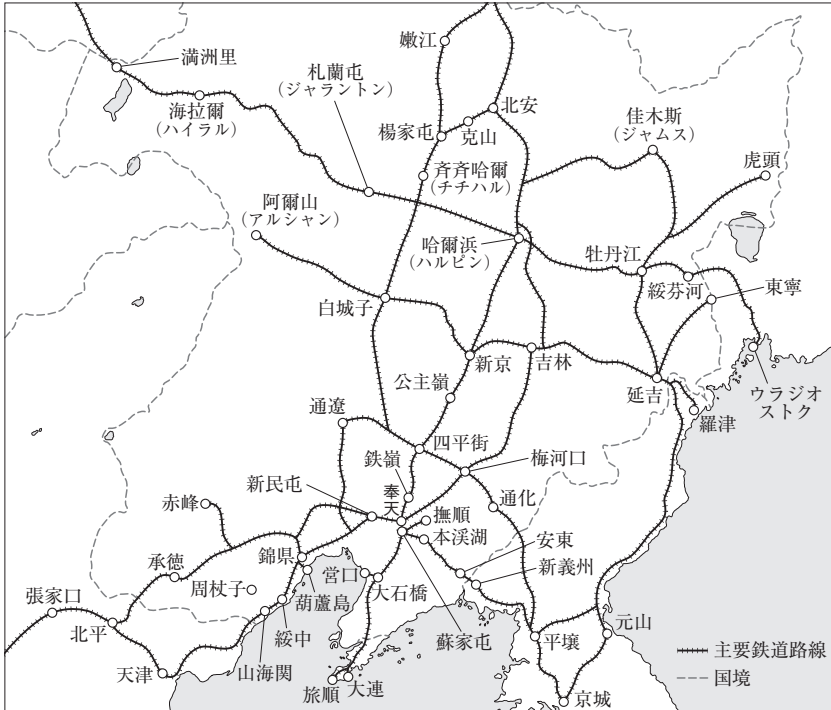 嫩江
満洲里
札蘭屯
(ジャラントン)
北安
海拉爾
(ハイラル)
佳木斯
(ジャムス)
楊家屯
克山
虎頭
斉斉哈爾
(チチハル)
阿爾山
(アルシャン)
哈爾浜
(ハルピン)
牡丹江
綏芬河
東寧
白城子
新京
吉林
公主嶺
延吉
ウラジオ
ストク
通遼
羅津
四平街
鉄嶺
梅河口
新民屯
奉天
通化
赤峰
撫順
本渓湖
錦県
安東
承徳
営口
新義州
周杖子
葫蘆島
大石橋
張家口
北平
綏中
蘇家屯
平壌
元山
山海関
天津
旅順
大連
京城
主要鉄道路線
国境